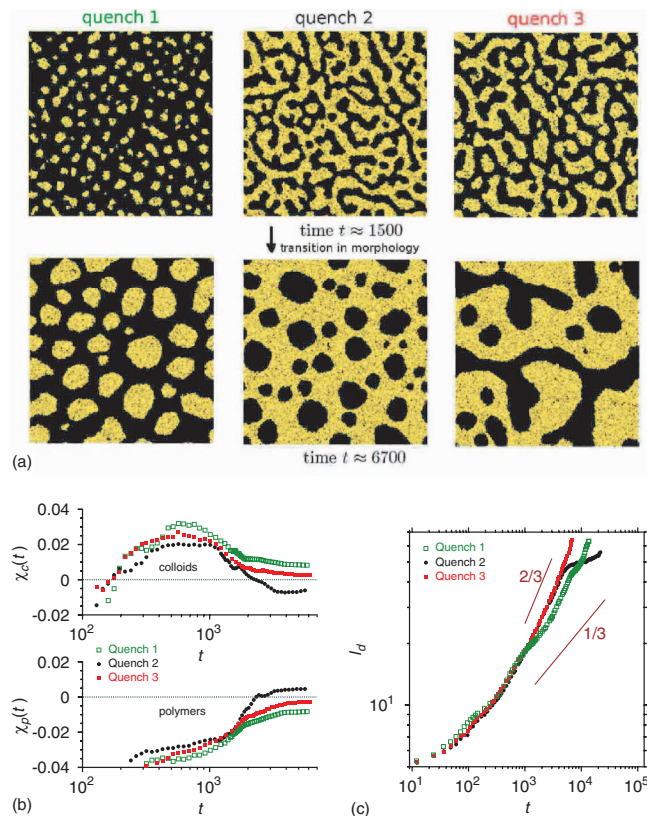 quench 1 quench 2 quench 3
time t ≈ 1500
transition in morphology
(a)
time t ≈ 6700
0.04
0.02
0
-0.02
χc(t)
colloids
10² 10³
t
Quench 1
Quench 2
Quench 3
0
-0.02
-0.04
χp(t)
polymers
10² 10³
t
(b)
Quench 1
Quench 2
Quench 3
2/3
1/3
ld
10¹
10¹ 10² 10³ 10⁴ 10⁵
t
(c)